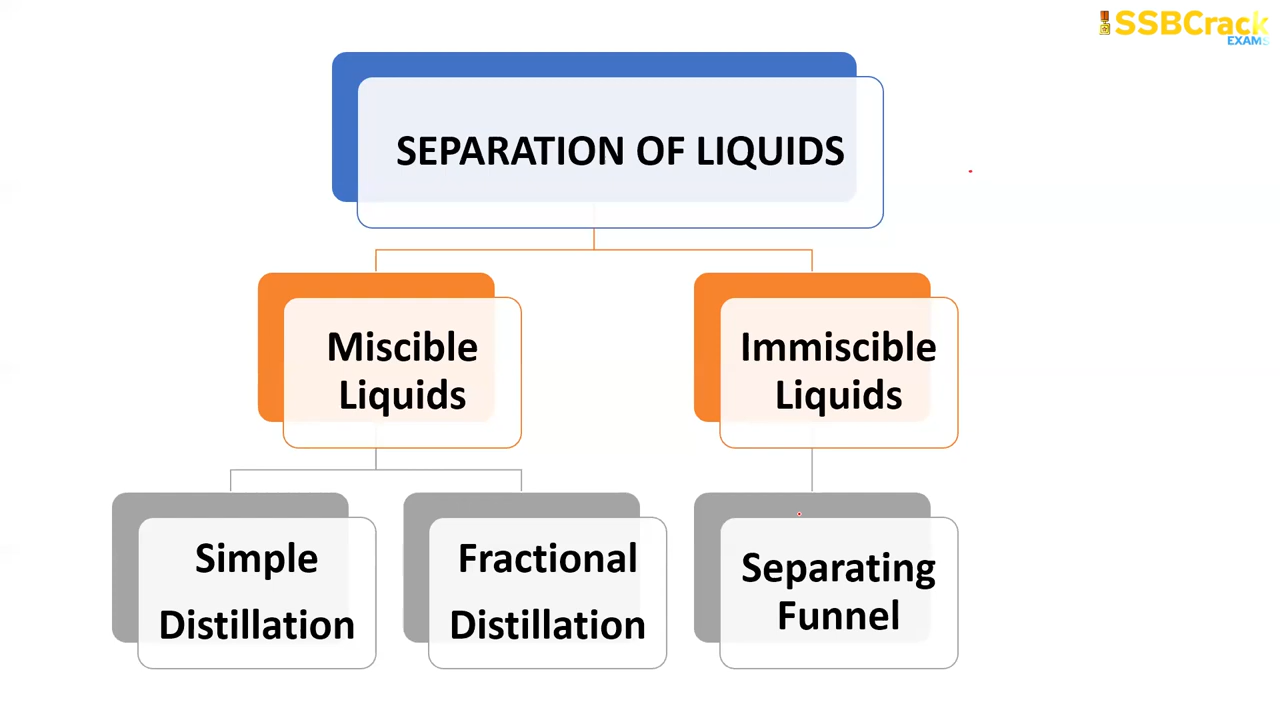 SSBCrack
EXAMS
SEPARATION OF LIQUIDS
Miscible
Liquids
Immiscible
Liquids
Simple
Distillation
Fractional
Distillation
Separating
Funnel